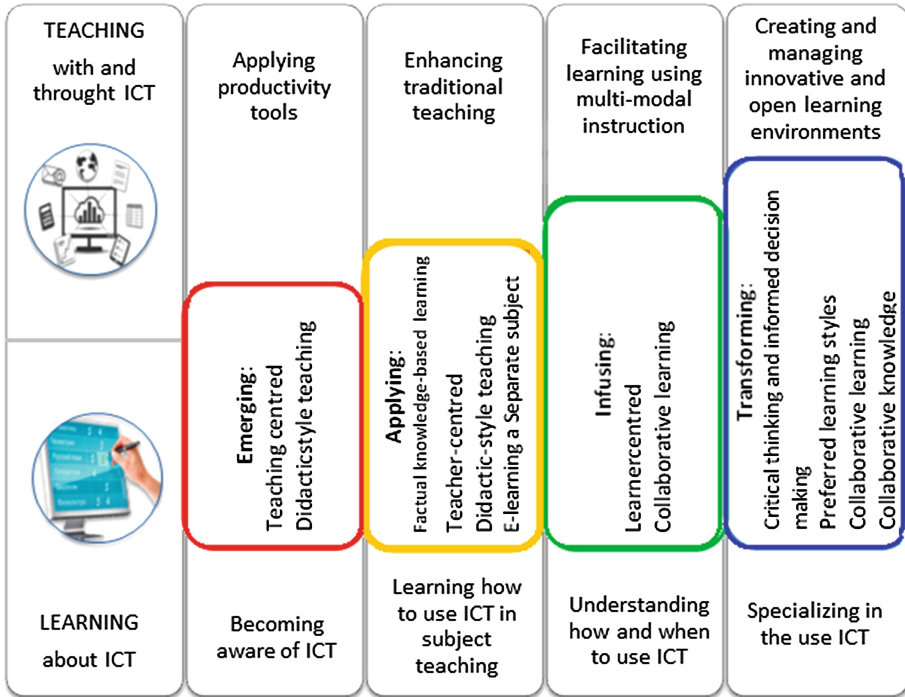 TEACHING
with and
throught ICT
LEARNING
about ICT
Applying
productivity
tools
Emerging:
Teaching centred
Didacticstyle teaching
Becoming
aware of ICT
Enhancing
traditional
teaching
Applying:
Factual knowledge-based learning
Teacher-centred
Didactic-style teaching
E-learning a Separate subject
Learning how
to use ICT in
subject
teaching
Facilitating
learning using
multi-modal
instruction
Infusing:
Learnercentred
Collaborative learning
Understanding
how and when
to use ICT
Creating and
managing
innovative and
open learning
environments
Transforming:
Critical thinking and informed decision
making
Preferred learning styles
Collaborative learning
Collaborative knowledge
Specializing in
the use ICT